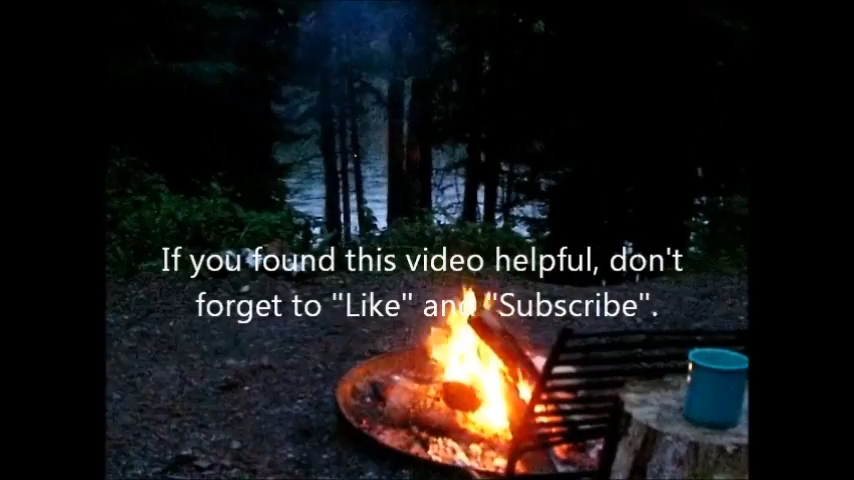 If you found this video helpful, don't
forget to "Like" and "Subscribe".